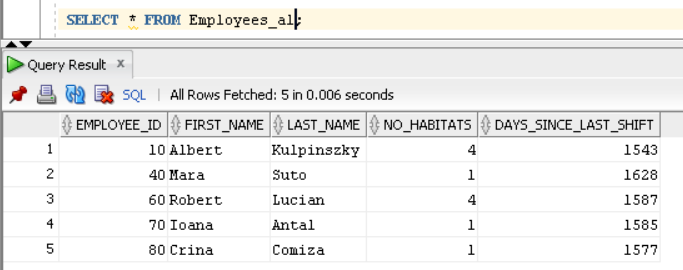 SELECT * FROM Employees_al;
Query Result x
SQL | All Rows Fetched: 5 in 0.006 seconds
EMPLOYEE_ID FIRST_NAME LAST_NAME NO_HABITATS DAYS_SINCE_LAST_SHIFT
1 10 Albert Kulpinszky 4 1543
2 40 Mara Suto 1 1628
3 60 Robert Lucian 4 1587
4 70 Ioana Antal 1 1585
5 80 Crina Comiza 1 1577